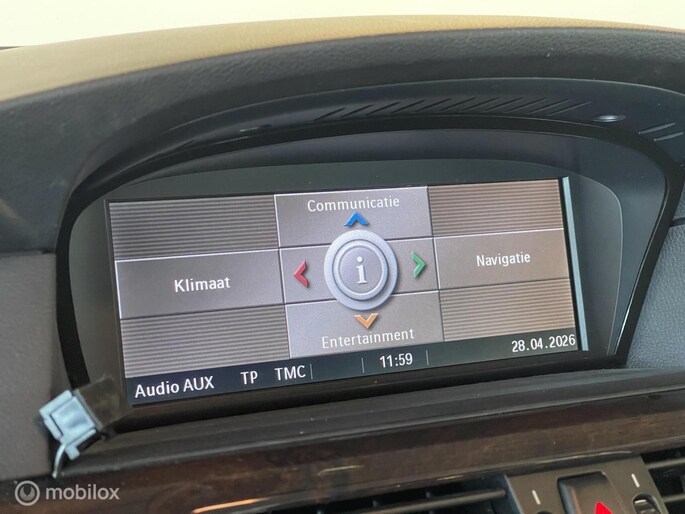 Communicatie
Klimaat
i
Navigatie
Entertainment
Audio AUX TP TMC 11:59 28.04.2026
mobilox